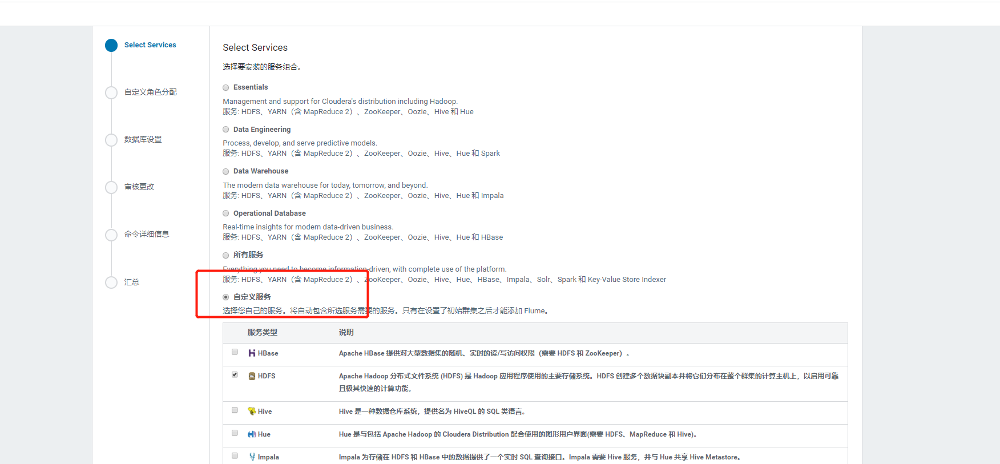 Select Services
自定义角色分配
数据库设置
审核更改
命令详细信息
汇总
Select Services
选择要安装的服务组合。
Essentials
Management and support for Cloudera's distribution including Hadoop.
服务: HDFS、YARN（含 MapReduce 2）、ZooKeeper、Oozie、Hive 和 Hue
Data Engineering
Process, develop, and serve predictive models.
服务: HDFS、YARN（含 MapReduce 2）、ZooKeeper、Oozie、Hive、Hue 和 Spark
Data Warehouse
The modern data warehouse for today, tomorrow, and beyond.
服务: HDFS、YARN（含 MapReduce 2）、ZooKeeper、Oozie、Hive、Hue 和 Impala
Operational Database
Real-time insights for modern data-driven business.
服务: HDFS、YARN（含 MapReduce 2）、ZooKeeper、Oozie、Hive、Hue 和 HBase
所有服务
Everything you need to become information-driven, with complete use of the platform.
服务: HDFS、YARN（含 MapReduce 2）、ZooKeeper、Oozie、Hive、Hue、HBase、Impala、Solr、Spark 和 Key-Value Store Indexer
自定义服务
选择您自己的服务。将自动包含所选服务需要的服务。只有在设置了初始群集之后才能添加 Flume。
服务类型 说明
HBase Apache HBase 提供对大型数据集的随机、实时的读/写访问权限（需要 HDFS 和 ZooKeeper）。
HDFS Apache Hadoop 分布式文件系统 (HDFS) 是 Hadoop 应用程序使用的主要存储系统。HDFS 创建多个数据块副本并将它们分布在整个群集的计算主机上，以启用可靠
且极其快速的计算功能。
Hive Hive 是一种数据仓库系统，提供名为 HiveQL 的 SQL 类语言。
Hue Hue 是与包括 Apache Hadoop 的 Cloudera Distribution 配合使用的图形用户界面(需要 HDFS、MapReduce 和 Hive)。
Impala Impala 为存储在 HDFS 和 HBase 中的数据提供了一个实时 SQL 查询接口。Impala 需要 Hive 服务，并与 Hue 共享 Hive Metastore。